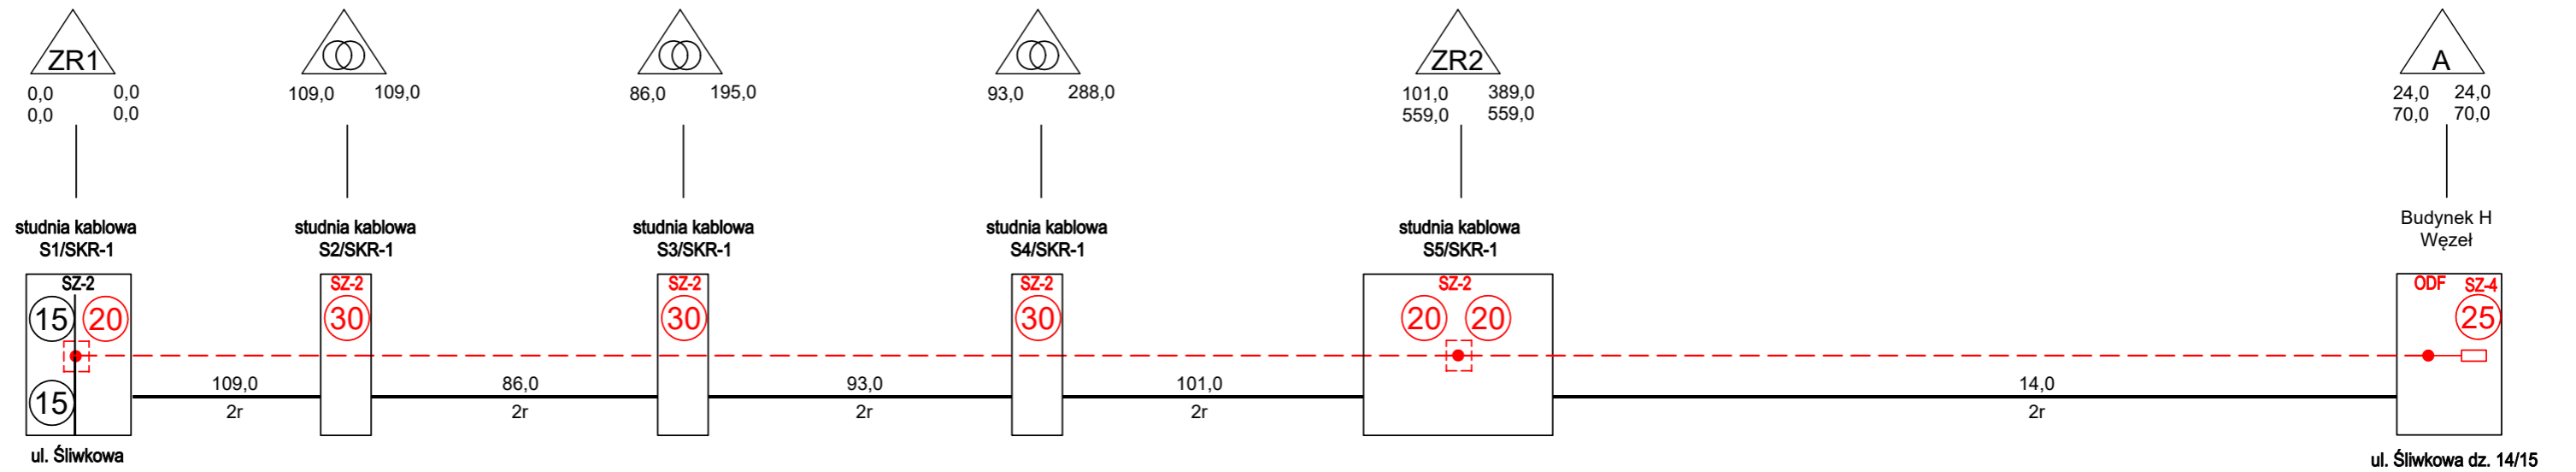 ZR1
0,0 0,0
0,0 0,0
109,0 109,0
86,0 195,0
93,0 288,0
ZR2
101,0 389,0
559,0 559,0
A
24,0 24,0
70,0 70,0
studnia kablowa
S1/SKR-1
studnia kablowa
S2/SKR-1
studnia kablowa
S3/SKR-1
studnia kablowa
S4/SKR-1
studnia kablowa
S5/SKR-1
Budynek H
Węzeł
SZ-2
15 20
15
SZ-2
30
SZ-2
30
SZ-2
30
SZ-2
20 20
ODF SZ-4
25
109,0
2r
86,0
2r
93,0
2r
101,0
2r
14,0
2r
ul. Śliwkowa
ul. Śliwkowa dz. 14/15